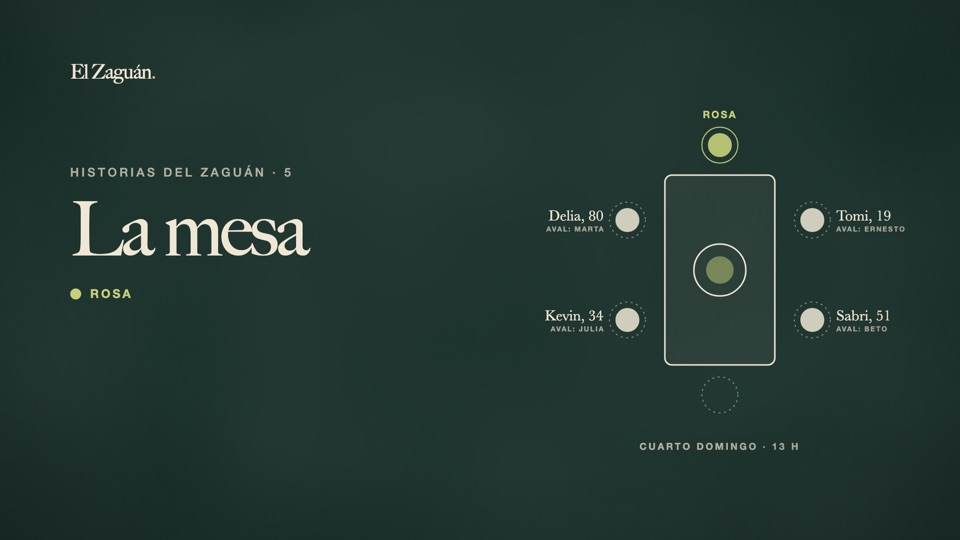 El Zaguán.
HISTORIAS DEL ZAGUÁN · 5
La mesa
ROSA
ROSA
Delia, 80
AVAL: MARTA
Tomi, 19
AVAL: ERNESTO
Kevin, 34
AVAL: JULIA
Sabri, 51
AVAL: BETO
CUARTO DOMINGO · 13 H